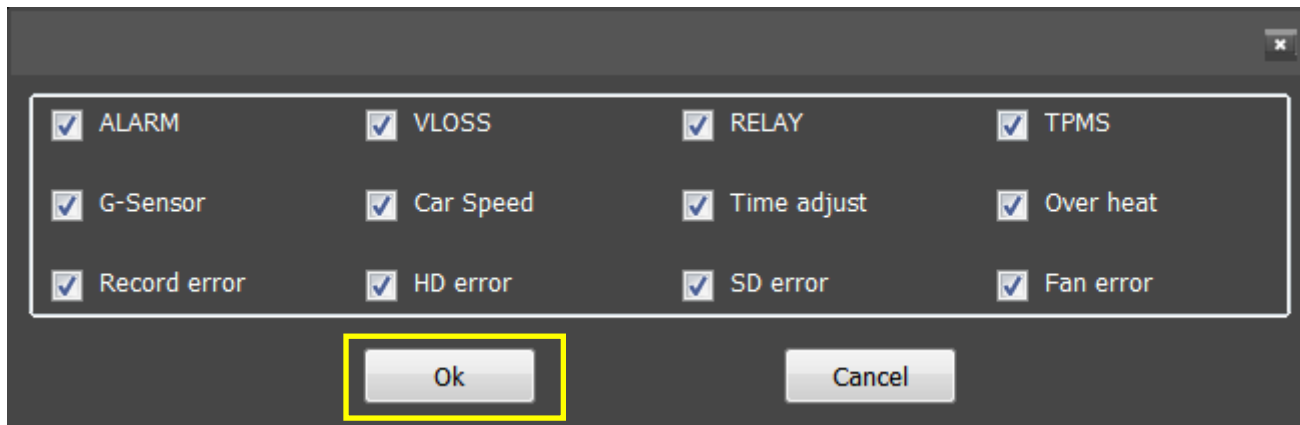 ALARM VLOSS RELAY TPMS
G-Sensor Car Speed Time adjust Over heat
Record error HD error SD error Fan error
Ok Cancel